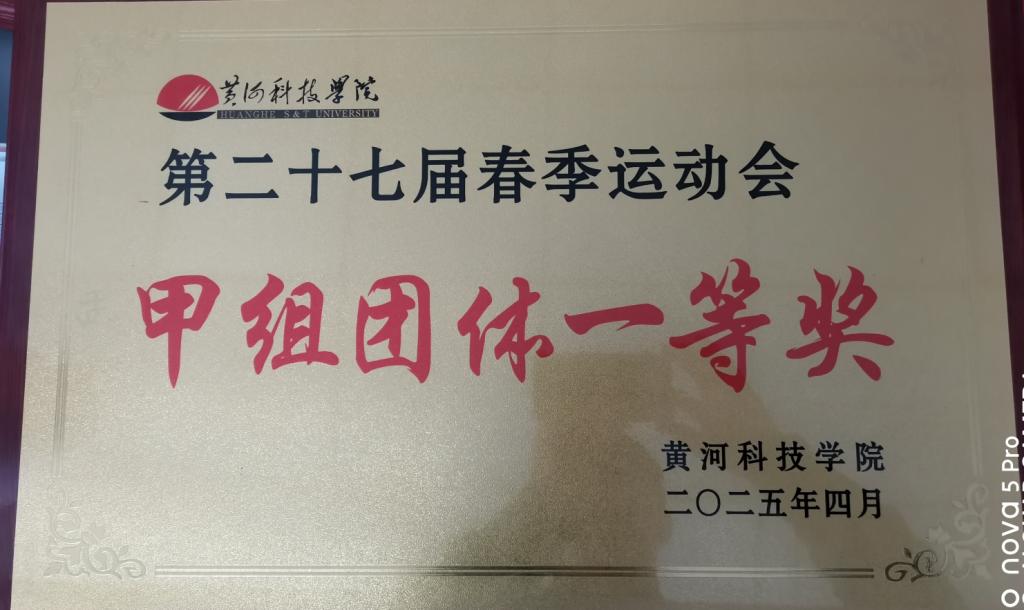 黄河科技学院
HUANGHE S&T UNIVERSITY
第二十七届春季运动会
甲组团体一等奖
黄河科技学院
二〇二五年四月
nova 5 Pro